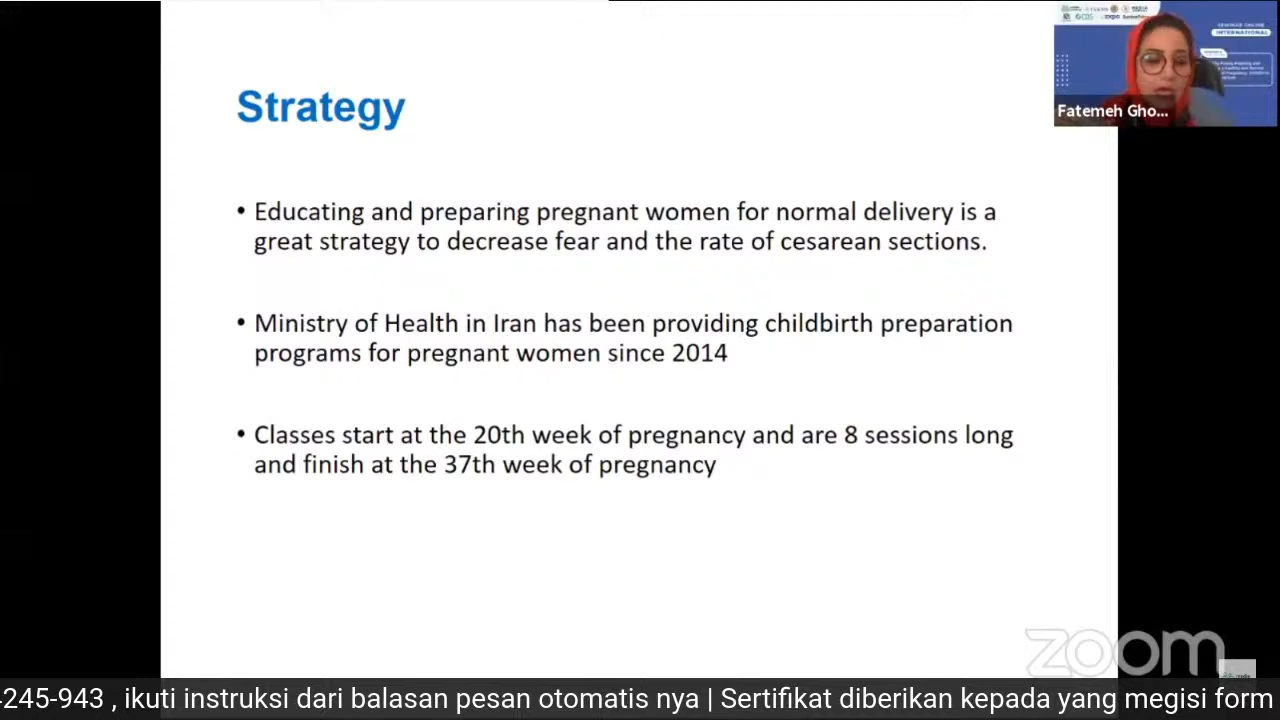 SEMINAR ONLINE
INTERNATIONAL
Strategy
Fatemeh Gho...
• Educating and preparing pregnant women for normal delivery is a
great strategy to decrease fear and the rate of cesarean sections.
• Ministry of Health in Iran has been providing childbirth preparation
programs for pregnant women since 2014
• Classes start at the 20th week of pregnancy and are 8 sessions long
and finish at the 37th week of pregnancy
zoom
-245-943 , ikuti instruksi dari balasan pesan otomatis nya | Sertifikat diberikan kepada yang megisi form